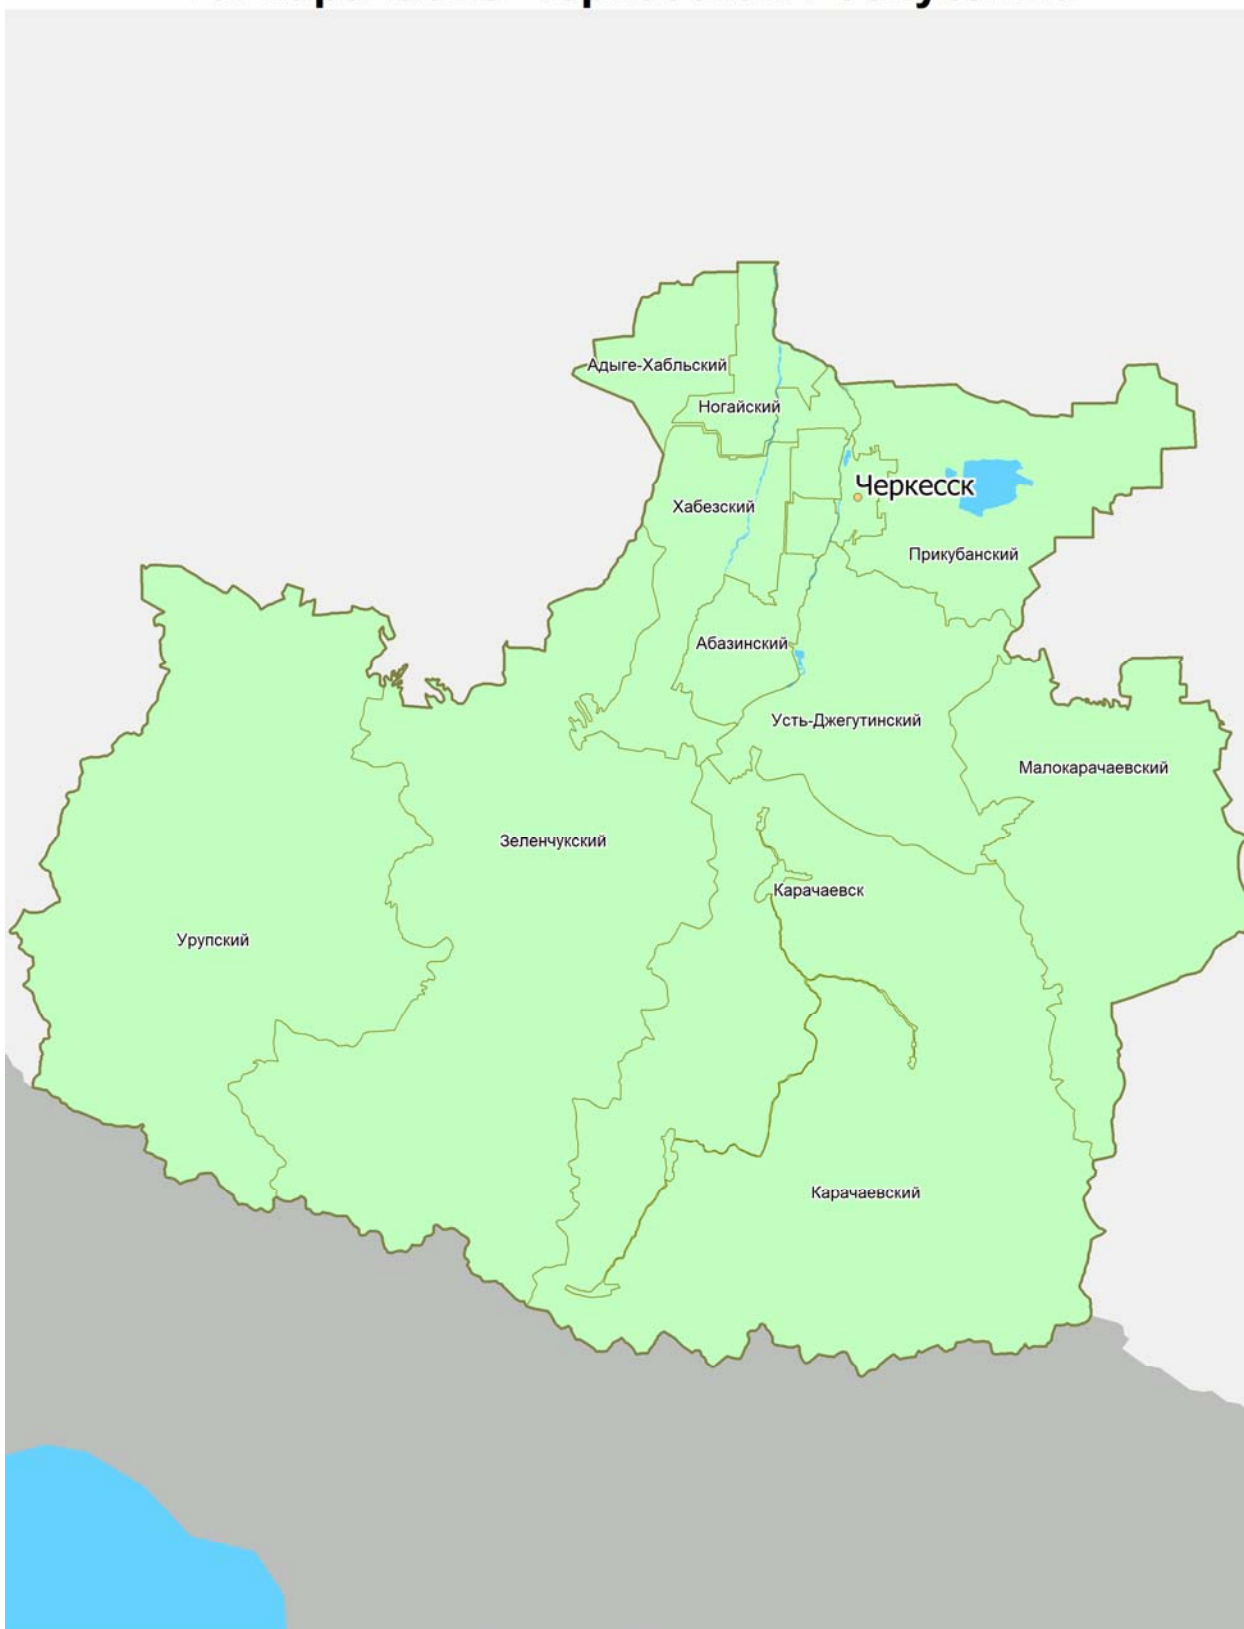 Адыге-Хабльский
Ногайский
Черкесск
Хабезский
Прикубанский
Абазинский
Усть-Джегутинский
Малокарачаевский
Зеленчукский
Карачаевск
Урупский
Карачаевский